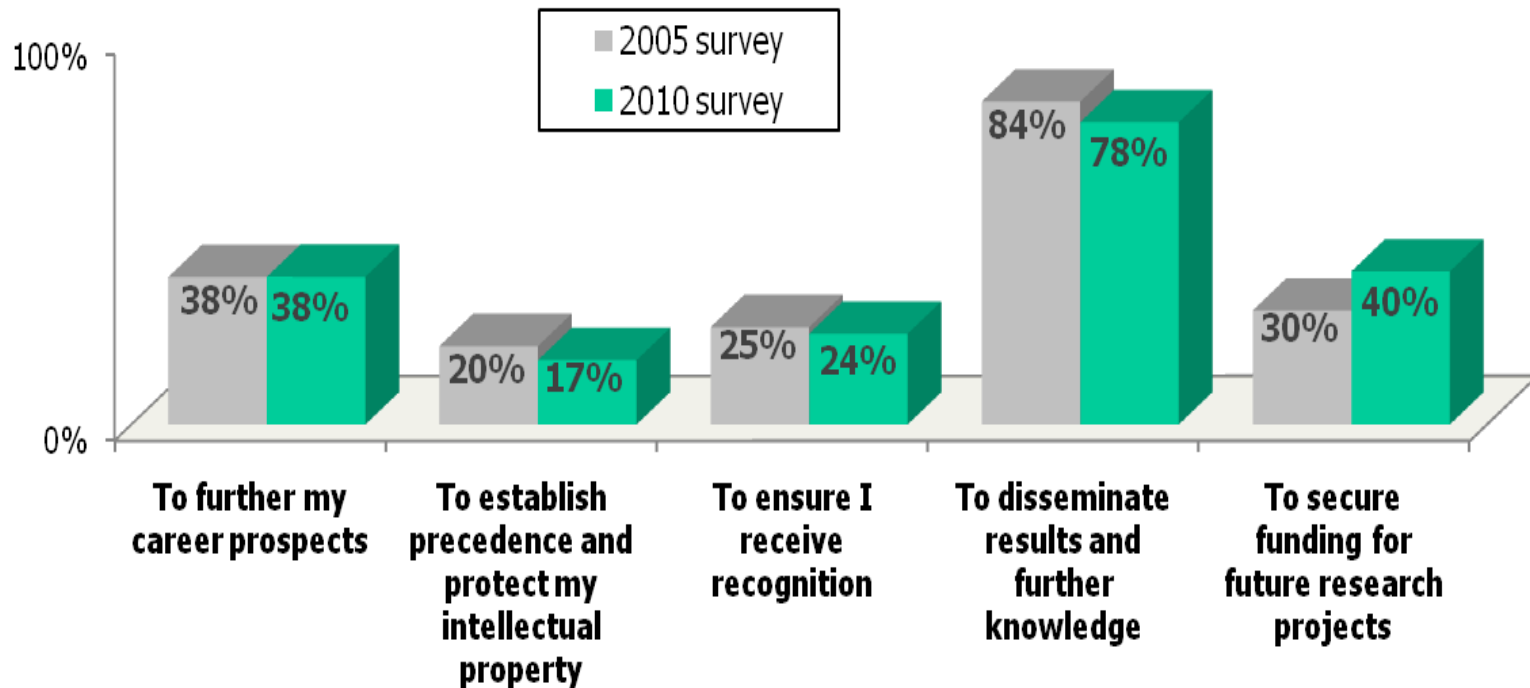 2005 survey
2010 survey
100%
0%
38%
38%
20%
17%
25%
24%
84%
78%
30%
40%
To further my
career prospects
To establish
precedence and
protect my
intellectual
property
To ensure I
receive
recognition
To disseminate
results and
further
knowledge
To secure
funding for
future research
projects